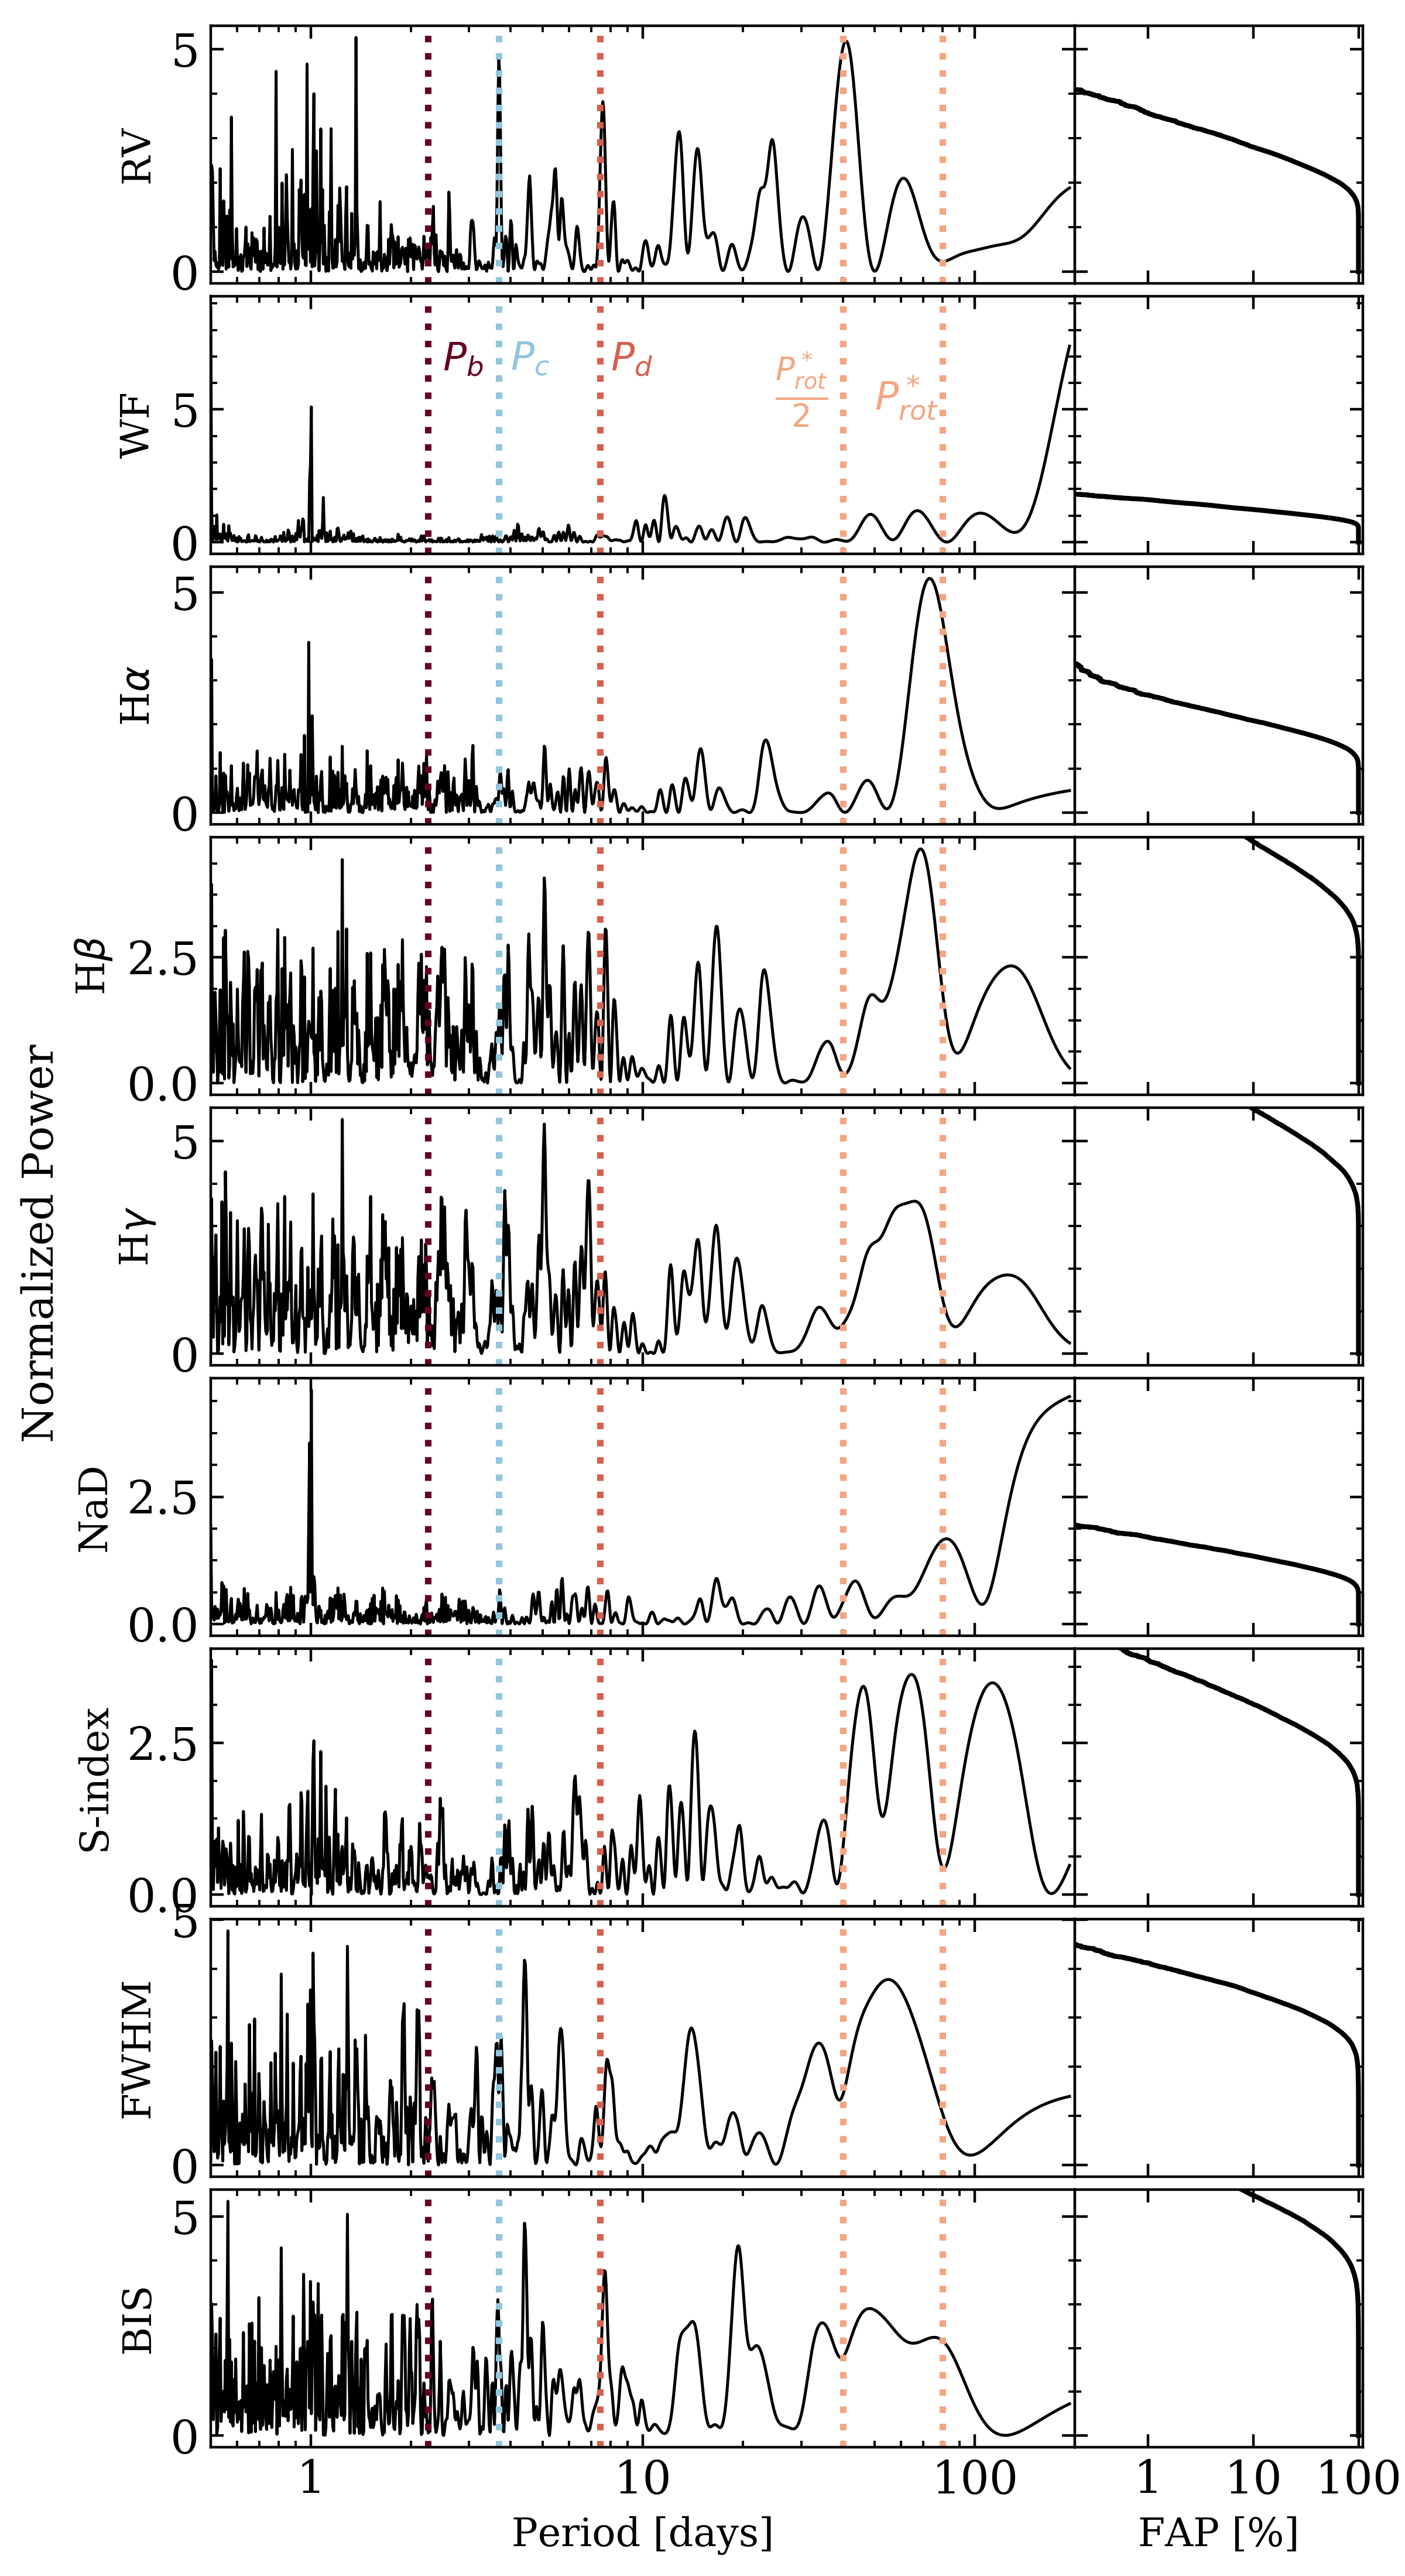 Normalized Power
RV
5
0
WF
5
0
P_b
P_c
P_d
P*_rot
2
P*_rot
Hα
5
0
Hβ
2.5
0.0
Hγ
5
0
NaD
2.5
0.0
S-index
2.5
0.0
FWHM
5
0
BIS
5
0
1 10 100 1 10 100
Period [days] FAP [%]